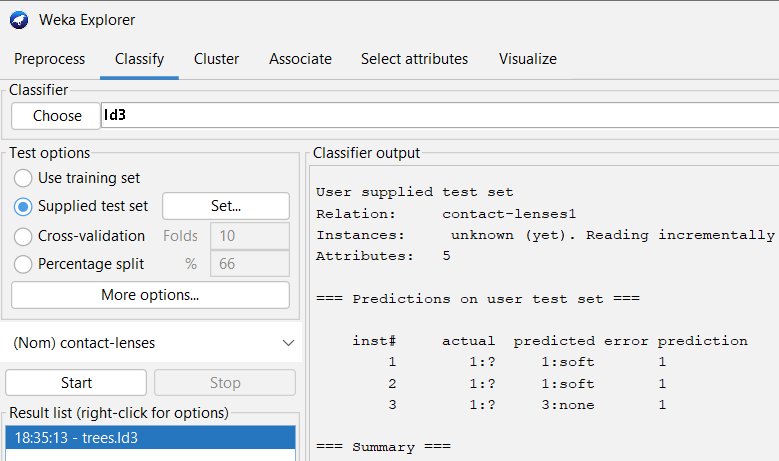 Weka Explorer
Preprocess Classify Cluster Associate Select attributes Visualize
Classifier
Choose Id3
Test options
Use training set
Supplied test set Set...
Cross-validation Folds 10
Percentage split % 66
More options...
(Nom) contact-lenses
Start Stop
Result list (right-click for options)
18:35:13 - trees.Id3
Classifier output
User supplied test set
Relation: contact-lenses1
Instances: unknown (yet). Reading incrementally
Attributes: 5
=== Predictions on user test set ===
inst# actual predicted error prediction
1 1:? 1:soft 1
2 1:? 1:soft 1
3 1:? 3:none 1
=== Summary ===